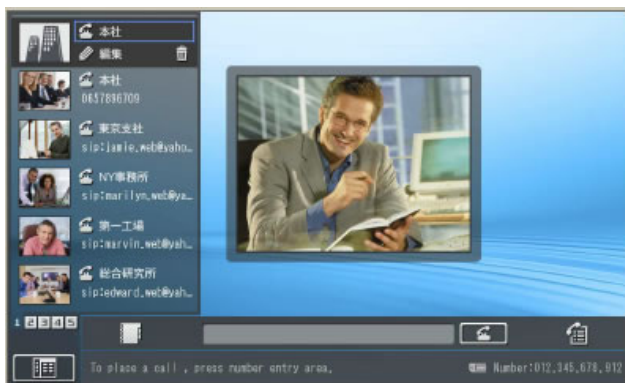 本社
編集
本社
0657896709
東京支社
sip:jamie.web@yaho…
NY事務所
sip:marilyn.web@ya…
第一工場
sip:marvin.web@yah…
総合研究所
sip:edward.web@yah…
1 2 3 4 5
To place a call , press number entry area.
Number:012,345,678,912